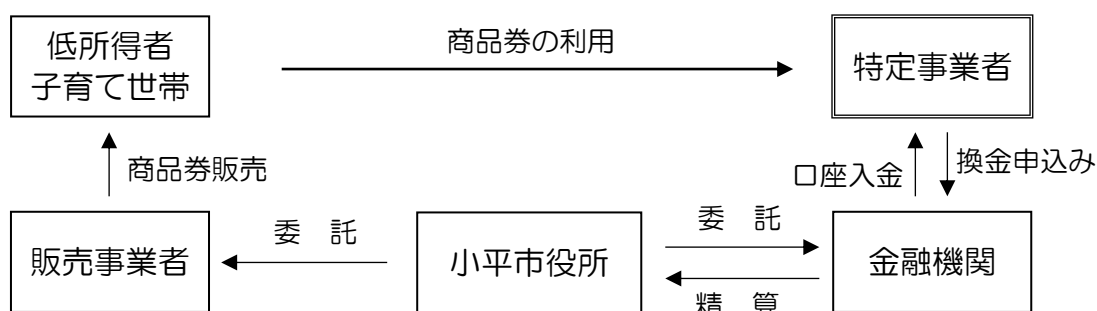 低所得者
子育て世帯
商品券の利用
特定事業者
商品券販売
口座入金
換金申込み
販売事業者
委　託
小平市役所
委　託
精　算
金融機関